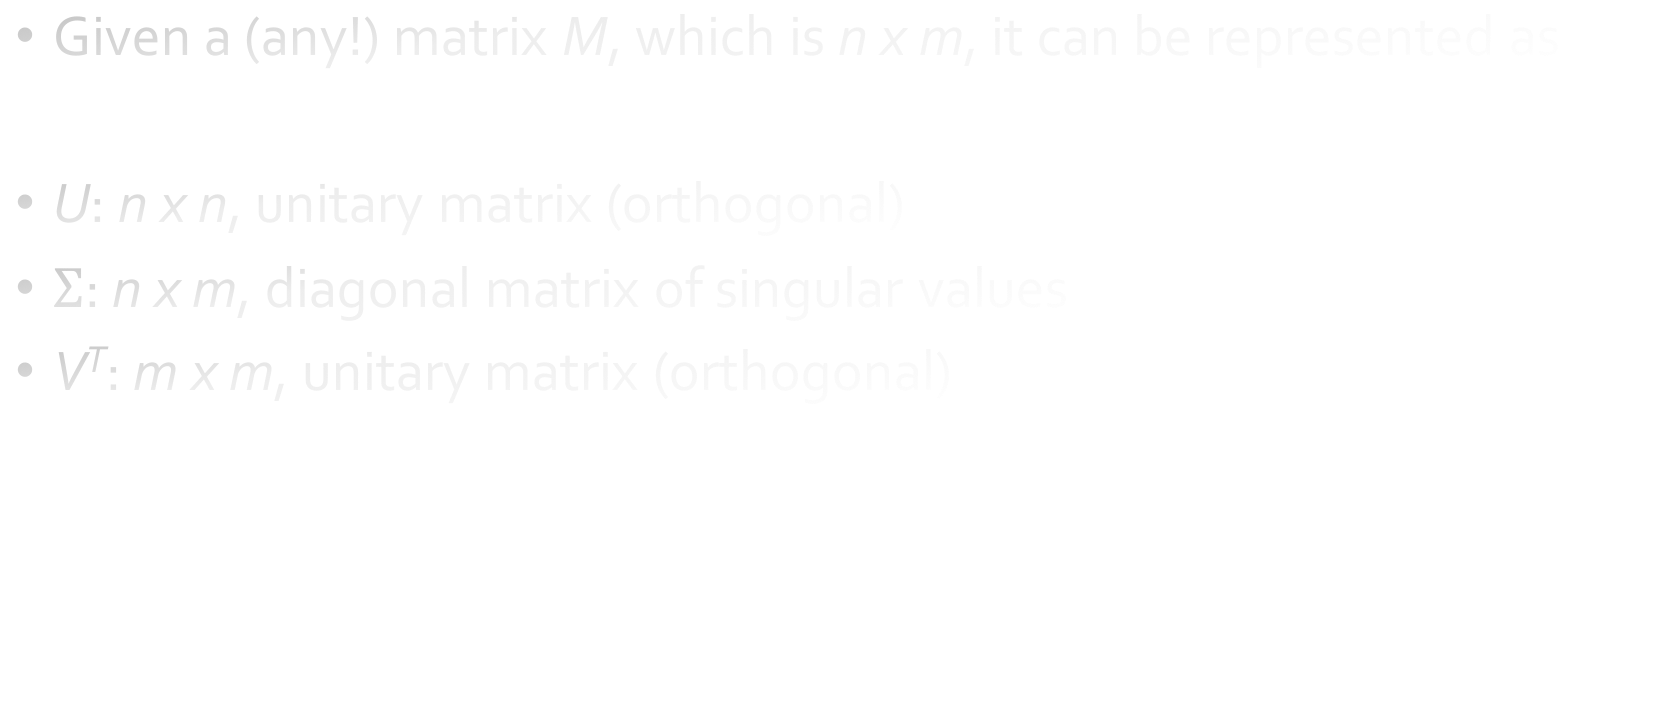 • Given a (any!) matrix M, which is n x m, it can be represented as
• U: n x n, unitary matrix (orthogonal)
• Σ: n x m, diagonal matrix of singular values
• Vᵀ: m x m, unitary matrix (orthogonal)